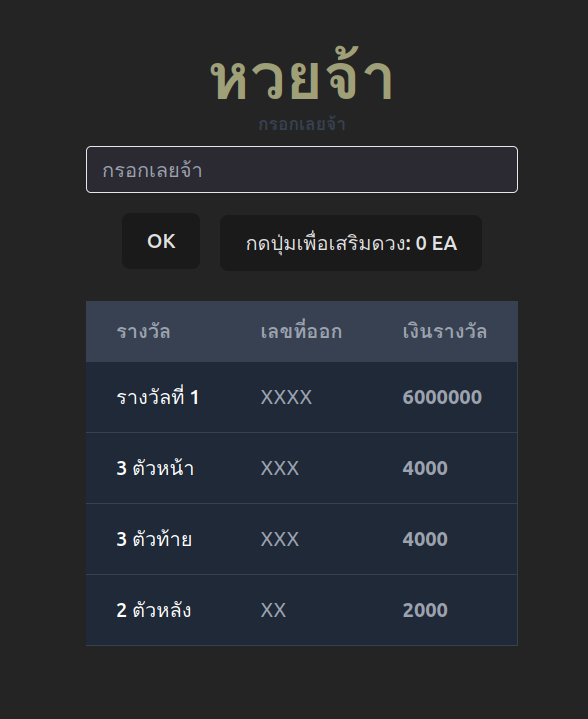 หวยจ้า
กรอกเลยจ้า
กรอกเลยจ้า
OK กดปุ่มเพื่อเสริมดวง: 0 EA
รางวัล เลขที่ออก เงินรางวัล
รางวัลที่ 1 XXXX 6000000
3 ตัวหน้า XXX 4000
3 ตัวท้าย XXX 4000
2 ตัวหลัง XX 2000